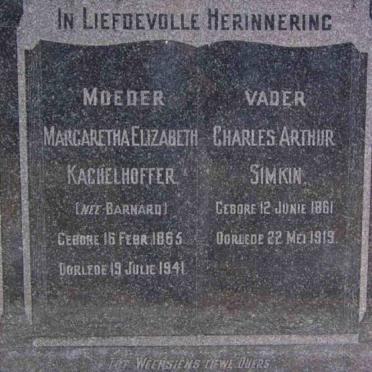 IN LIEFDEVOLLE HERINNERING
MOEDER
MARGARETHA ELIZABETH
KACHELHOFFER
(NEE BARNARD)
GEBORE 16 FEBR. 1865
OORLEDE 19 JULIE 1941
VADER
CHARLES ARTHUR
SIMKIN
GEBORE 12 JUNIE 1861
OORLEDE 22 MEI 1919
TOT WEERSIENS LIEWE OUERS